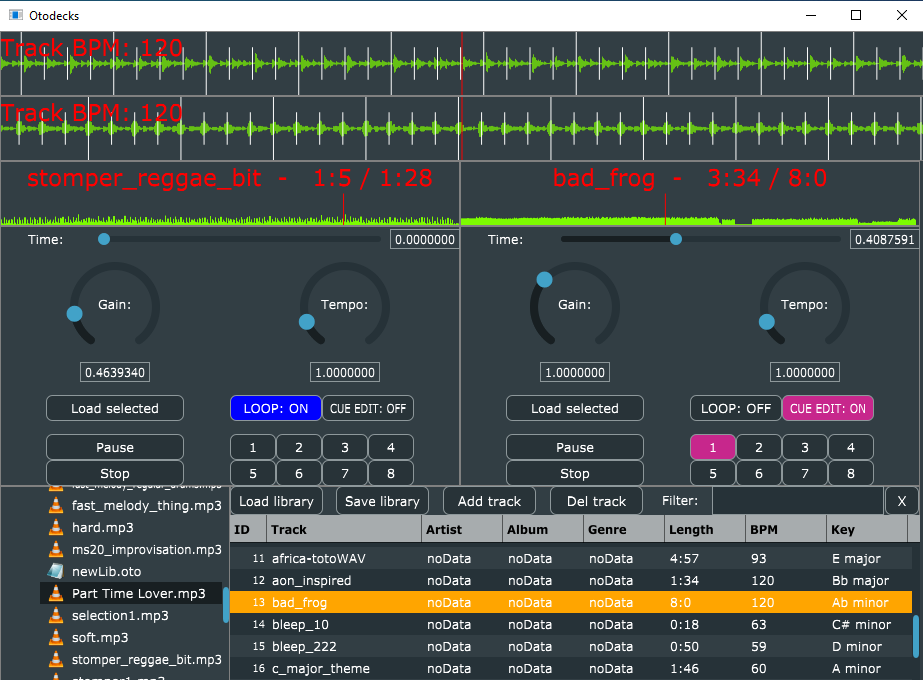 Otodecks
Track BPM: 120
Track BPM: 120
stomper_reggae_bit - 1:5 / 1:28
bad_frog - 3:34 / 8:0
Time: 0.0000000
Time: 0.4087591
Gain: Tempo:
Gain: Tempo:
0.4639340 1.0000000
1.0000000 1.0000000
Load selected LOOP: ON CUE EDIT: OFF
Load selected LOOP: OFF CUE EDIT: ON
Pause 1 2 3 4
Pause 1 2 3 4
Stop 5 6 7 8
Stop 5 6 7 8
fast_melody_regular_drums.mp3
fast_melody_thing.mp3
hard.mp3
ms20_improvisation.mp3
newLib.oto
Part Time Lover.mp3
selection1.mp3
soft.mp3
stomper_reggae_bit.mp3
stomper1.mp3
Load library Save library Add track Del track Filter: X
ID Track Artist Album Genre Length BPM Key
11 africa-totoWAV noData noData noData 4:57 93 E major
12 aon_inspired noData noData noData 1:34 120 Bb major
13 bad_frog noData noData noData 8:0 120 Ab minor
14 bleep_10 noData noData noData 0:18 63 C# minor
15 bleep_222 noData noData noData 0:50 59 D minor
16 c_major_theme noData noData noData 1:46 60 A minor